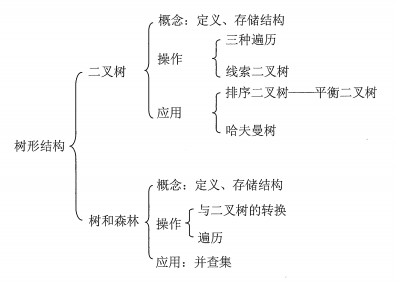 概念：定义、存储结构
三种遍历
操作
二叉树
线索二叉树
排序二叉树——平衡二叉树
应用
哈夫曼树
树形结构
概念：定义、存储结构
与二叉树的转换
树和森林
操作
遍历
应用：并查集